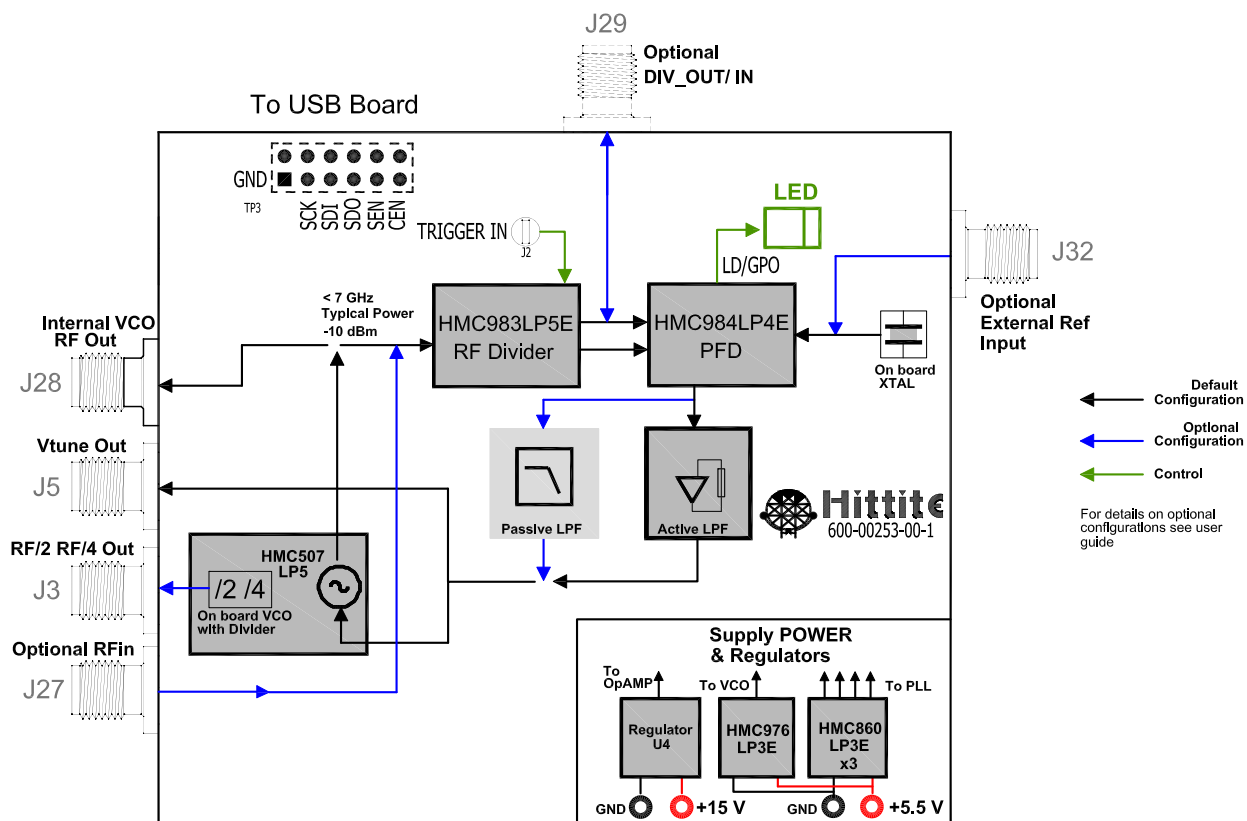 J29
Optional
DIV_OUT/ IN
To USB Board
GND
TP3
SCK
SDI
SDO
SEN
CEN
TRIGGER IN
J2
LED
LD/GPO
J32
Optional
External Ref
Input
< 7 GHz
Typical Power
-10 dBm
HMC983LP5E
RF Divider
HMC984LP4E
PFD
On board
XTAL
Internal VCO
RF Out
J28
Vtune Out
J5
RF/2 RF/4 Out
J3
Optional RFin
J27
HMC507
LP5
/2 /4
On board VCO
with Divider
Passive LPF
Active LPF
Hittite
600-00253-00-1
Default
Configuration
Optional
Configuration
Control
For details on optional
configurations see user
guide
Supply POWER
& Regulators
To
OpAMP
To VCO
To PLL
Regulator
U4
HMC976
LP3E
HMC860
LP3E
x3
GND
+15 V
GND
+5.5 V